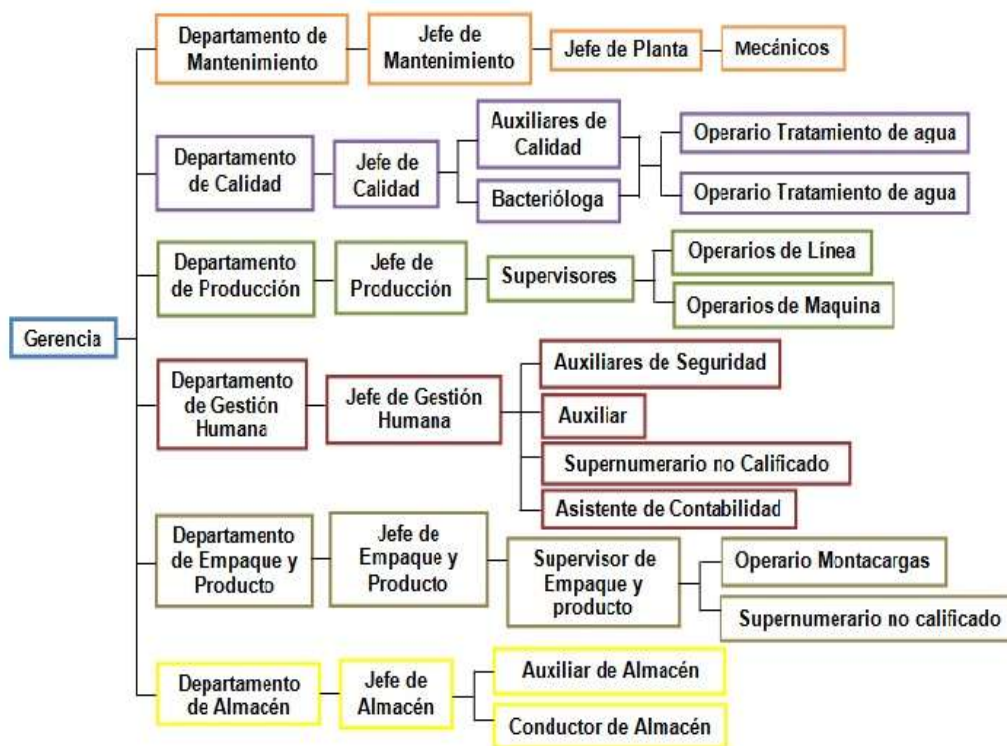 Departamento de
Mantenimiento
Jefe de
Mantenimiento
Jefe de Planta
Mecánicos
Departamento
de Calidad
Jefe de
Calidad
Auxiliares de
Calidad
Bacterióloga
Operario Tratamiento de agua
Operario Tratamiento de agua
Departamento
de Producción
Jefe de
Producción
Supervisores
Operarios de Línea
Operarios de Maquina
Gerencia
Departamento
de Gestión
Humana
Jefe de Gestión
Humana
Auxiliares de Seguridad
Auxiliar
Supernumerario no Calificado
Asistente de Contabilidad
Departamento
de Empaque y
Producto
Jefe de
Empaque y
Producto
Supervisor de
Empaque y
producto
Operario Montacargas
Supernumerario no calificado
Departamento
de Almacén
Jefe de
Almacén
Auxiliar de Almacén
Conductor de Almacén